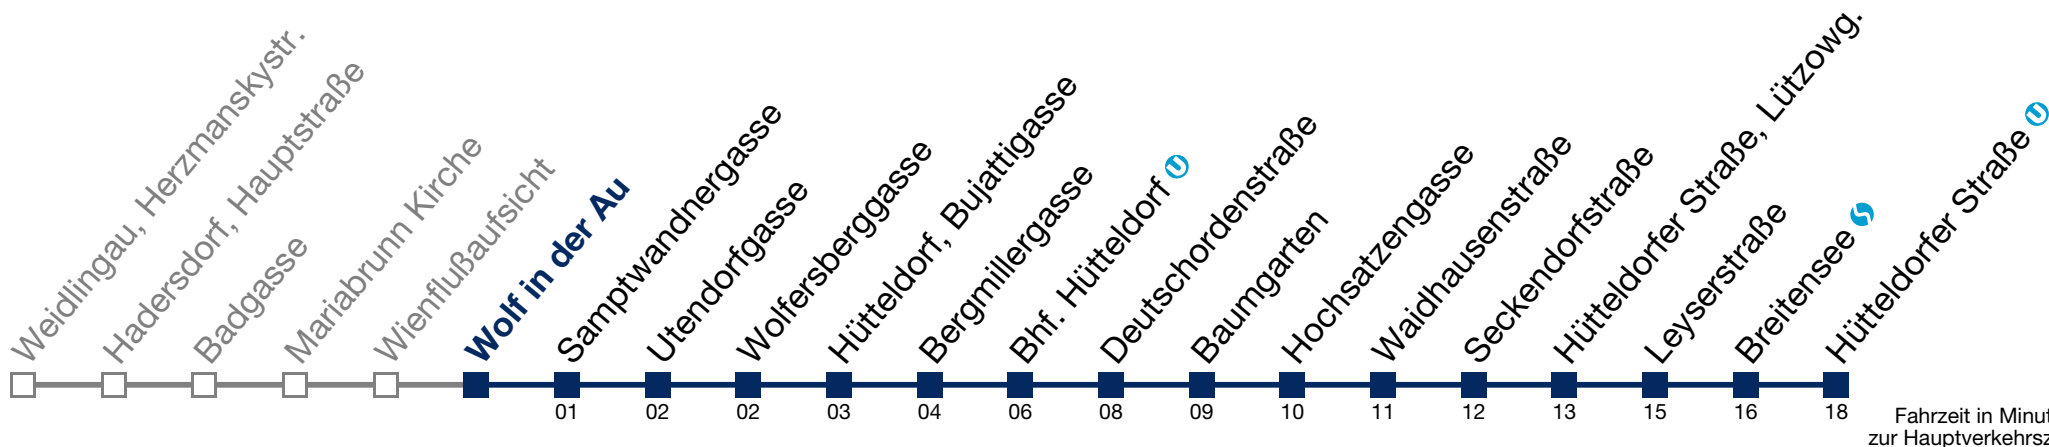 Weidlingau, Herzmanskystr.
Hadersdorf, Hauptstraße
Badgasse
Mariabrunn Kirche
Wienflußaufsicht
Wolf in der Au
Samptwandnergasse
Utendorfgasse
Wolfersberggasse
Hütteldorf, Bujattigasse
Bergmillergasse
Bhf. Hütteldorf U
Deutschordenstraße
Baumgarten
Hochsatzengasse
Waidhausenstraße
Seckendorfstraße
Hütteldorfer Straße, Lützowg.
Leyserstraße
Breitensee S
Hütteldorfer Straße U
01 02 02 03 04 06 08 09 10 11 12 13 15 16 18
Fahrzeit in Minut
zur Hauptverkehrsz